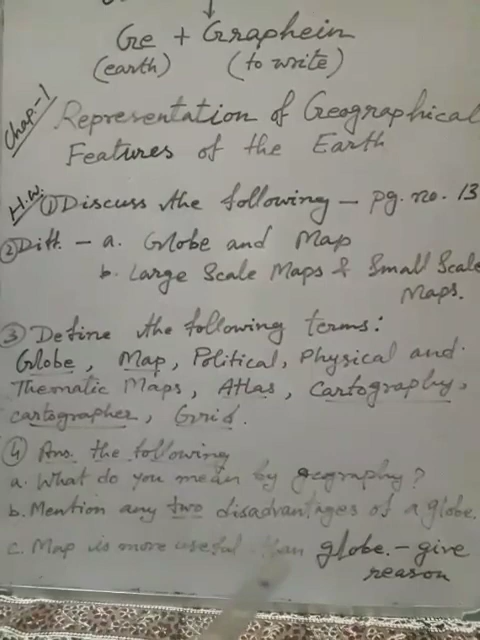 Ge + Graphein
(earth) (to write)
Chap.-1
Representation of Geographical
Features of the Earth
H.W. ① Discuss the following – pg. no. 13
② Diff. – a. Globe and Map
b. Large Scale Maps & Small Scale
Maps.
③ Define the following terms:
Globe, Map, Political, Physical and
Thematic Maps, Atlas, Cartography,
cartographer, Grid.
④ Ans. the following
a. What do you mean by geography?
b. Mention any two disadvantages of a globe.
c. Map is more useful than globe. – give
reason